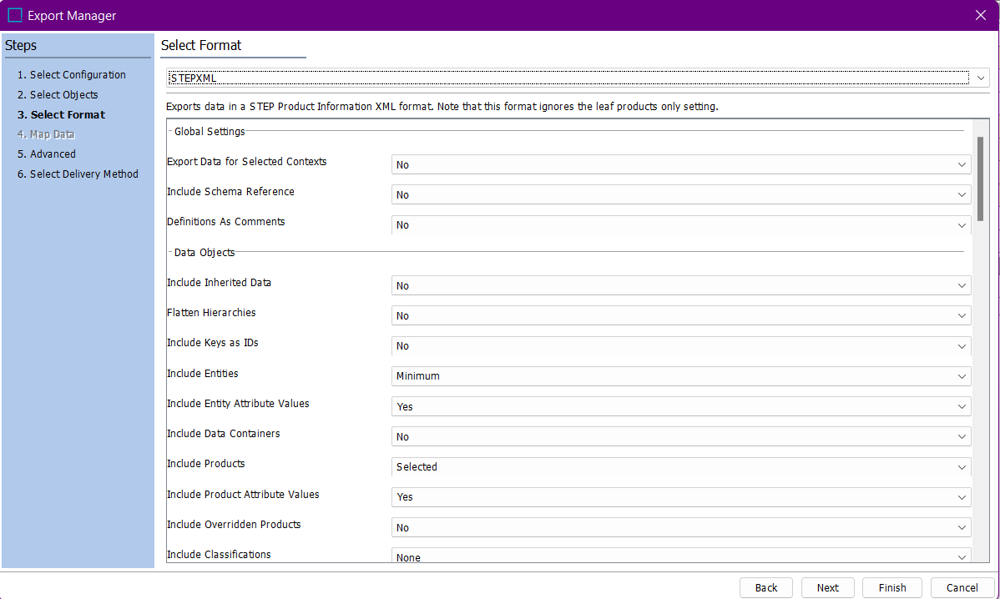 Export Manager
Steps
1. Select Configuration
2. Select Objects
3. Select Format
4. Map Data
5. Advanced
6. Select Delivery Method
Select Format
STEPXML
Exports data in a STEP Product Information XML format. Note that this format ignores the leaf products only setting.
Global Settings
Export Data for Selected Contexts No
Include Schema Reference No
Definitions As Comments No
Data Objects
Include Inherited Data No
Flatten Hierarchies No
Include Keys as IDs No
Include Entities Minimum
Include Entity Attribute Values Yes
Include Data Containers No
Include Products Selected
Include Product Attribute Values Yes
Include Overridden Products No
Include Classifications None
Back Next Finish Cancel